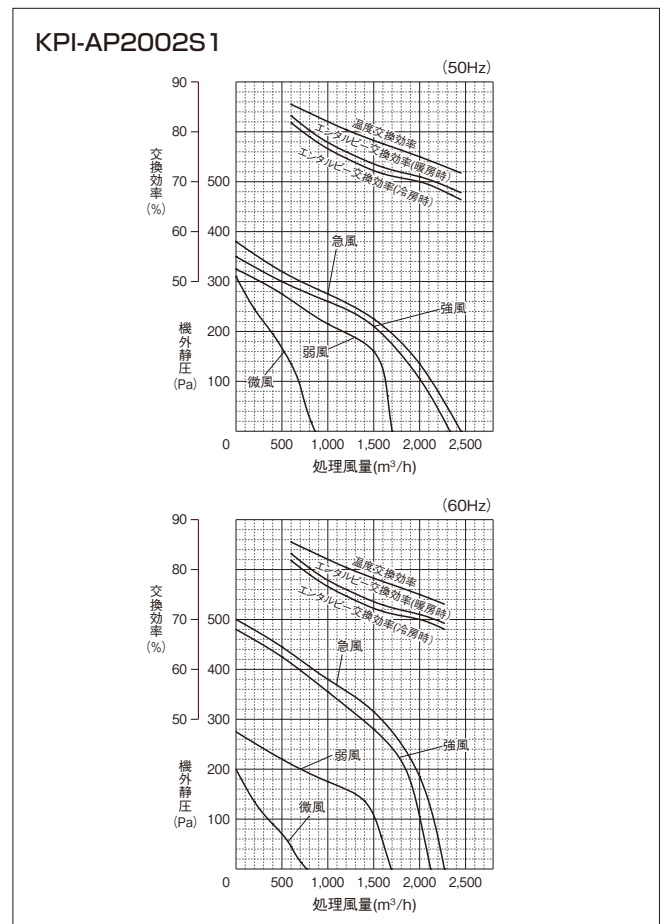 KPI-AP2002S1
(50Hz)
90
80
70
60
50
交換効率
(%)
500
400
300
200
100
機外静圧
(Pa)
温度交換効率
エンタルピー交換効率(暖房時)
エンタルピー交換効率(冷房時)
急風
強風
弱風
微風
0 500 1,000 1,500 2,000 2,500
処理風量(m³/h)
(60Hz)
90
80
70
60
50
交換効率
(%)
500
400
300
200
100
機外静圧
(Pa)
温度交換効率
エンタルピー交換効率(暖房時)
エンタルピー交換効率(冷房時)
急風
強風
弱風
微風
0 500 1,000 1,500 2,000 2,500
処理風量(m³/h)